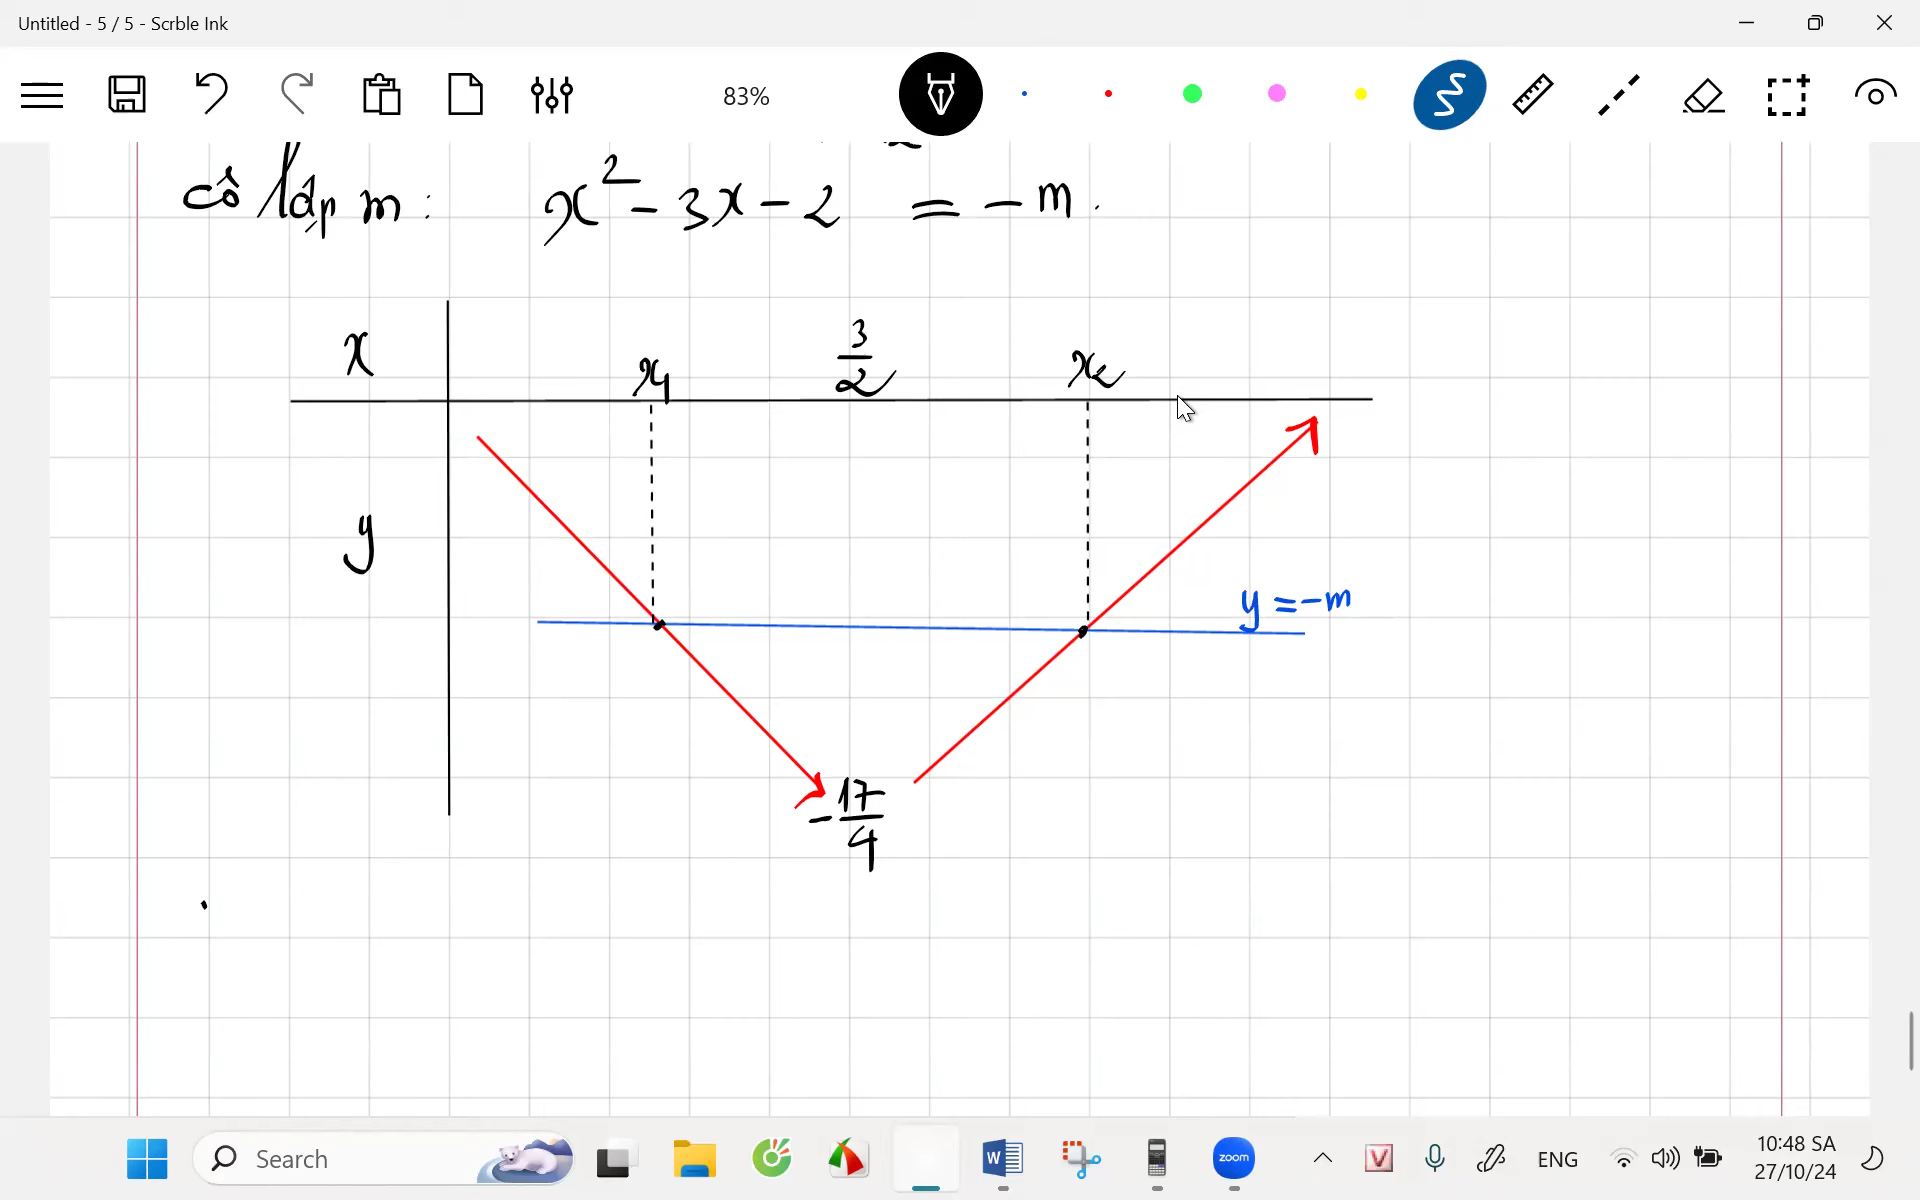 Untitled - 5 / 5 - Scrble Ink
83%
cô lập m: x² - 3x - 2 = -m.
x x₁ 3/2 x₂
y
y = -m
-17/4
Search
W
zoom
V
ENG
10:48 SA
27/10/24